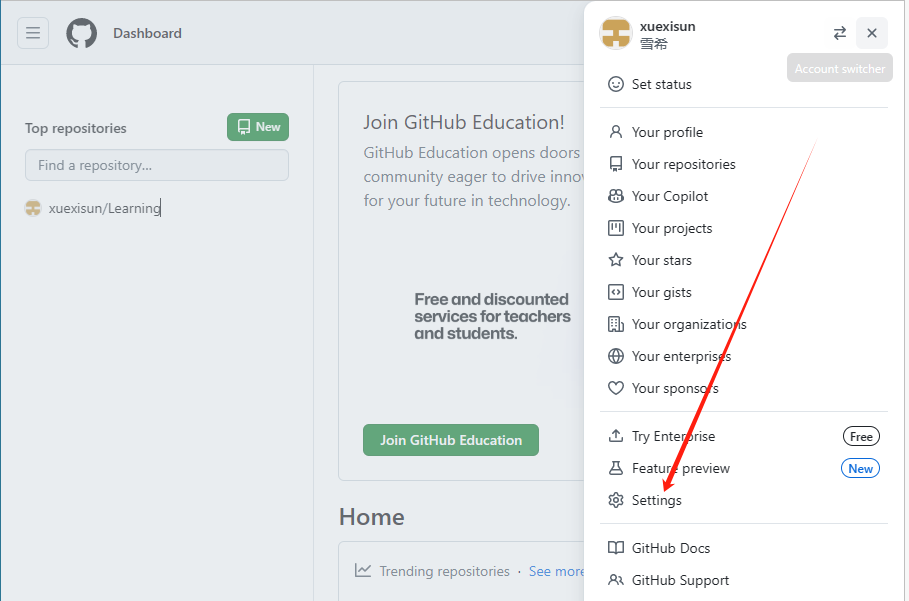 Dashboard
Top repositories
New
Find a repository...
xuexisun/Learning
Join GitHub Education!
GitHub Education opens doors
community eager to drive innov
for your future in technology.
Free and discounted
services for teachers
and students.
Join GitHub Education
Home
Trending repositories · See more
xuexisun
雪希
Account switcher
Set status
Your profile
Your repositories
Your Copilot
Your projects
Your stars
Your gists
Your organizations
Your enterprises
Your sponsors
Try Enterprise Free
Feature preview New
Settings
GitHub Docs
GitHub Support